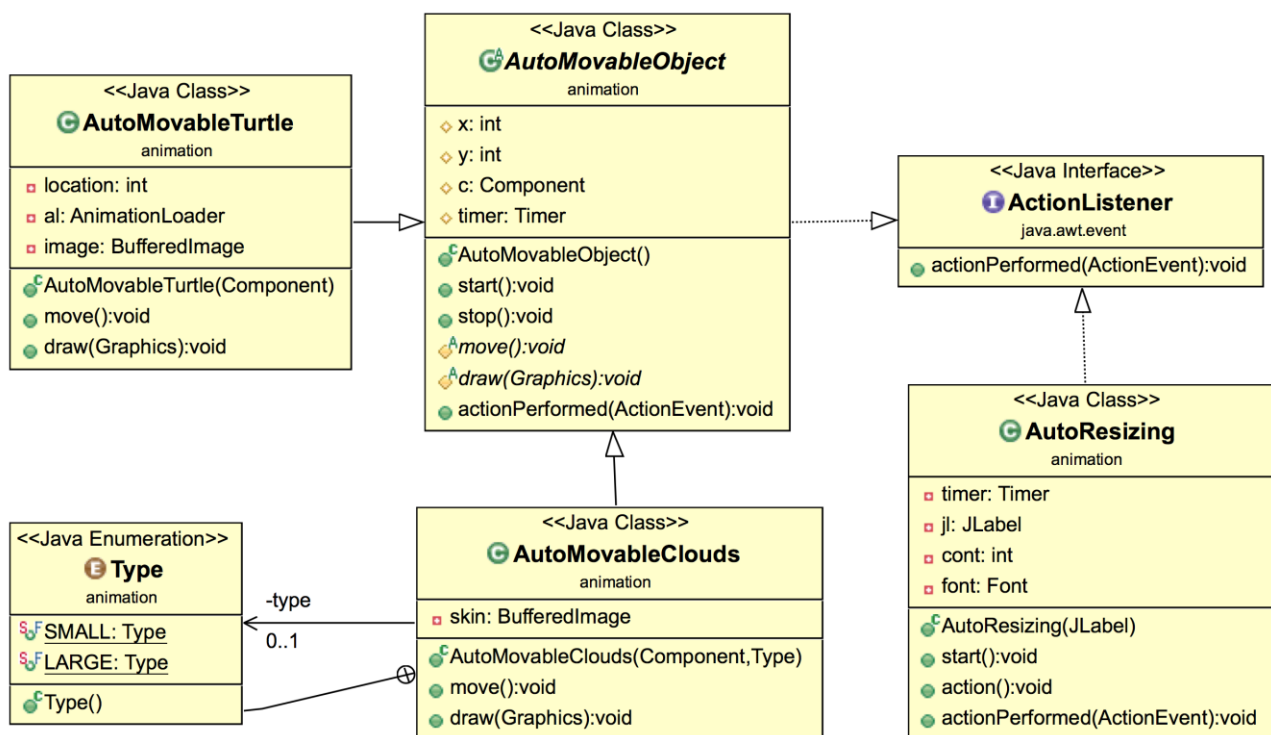 <<Java Class>>
AutoMovableTurtle
animation
location: int
al: AnimationLoader
image: BufferedImage
AutoMovableTurtle(Component)
move():void
draw(Graphics):void
<<Java Class>>
AutoMovableObject
animation
x: int
y: int
c: Component
timer: Timer
AutoMovableObject()
start():void
stop():void
move():void
draw(Graphics):void
actionPerformed(ActionEvent):void
<<Java Interface>>
ActionListener
java.awt.event
actionPerformed(ActionEvent):void
<<Java Enumeration>>
Type
animation
SMALL: Type
LARGE: Type
Type()
-type
0..1
<<Java Class>>
AutoMovableClouds
animation
skin: BufferedImage
AutoMovableClouds(Component,Type)
move():void
draw(Graphics):void
<<Java Class>>
AutoResizing
animation
timer: Timer
jl: JLabel
cont: int
font: Font
AutoResizing(JLabel)
start():void
action():void
actionPerformed(ActionEvent):void